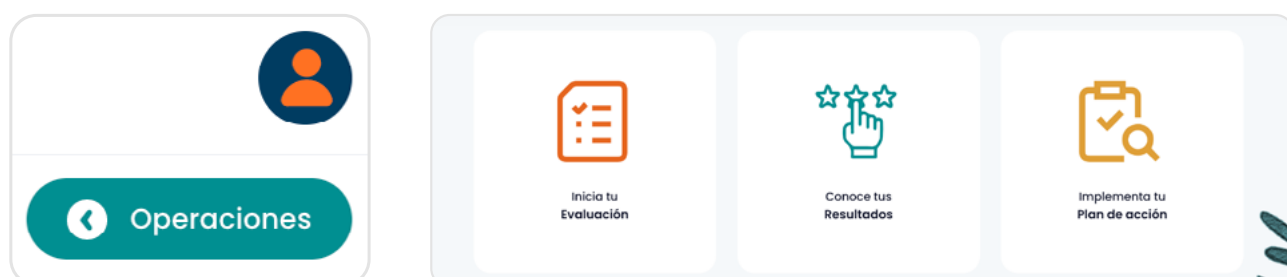 Operaciones
Inicia tu
Evaluación
Conoce tus
Resultados
Implementa tu
Plan de acción